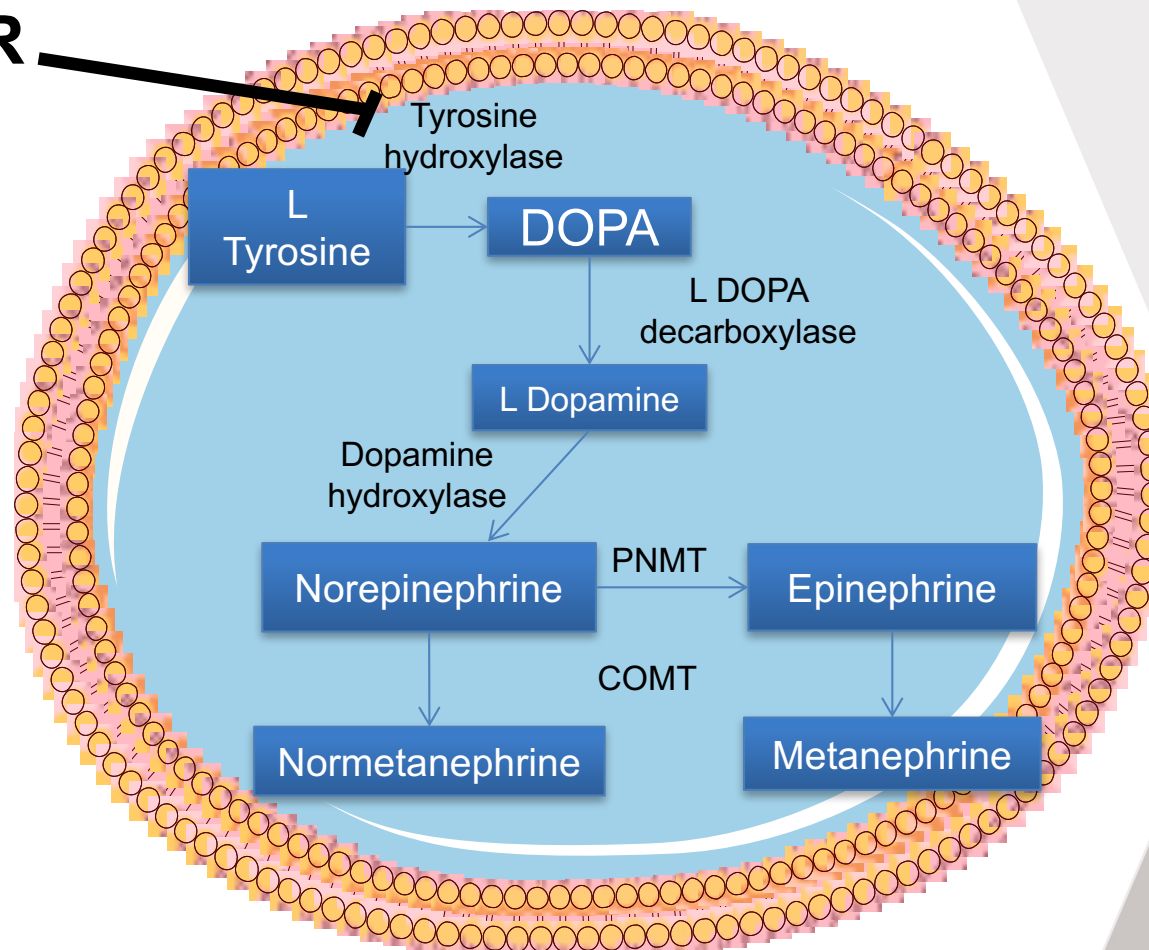 R
Tyrosine
hydroxylase
L
Tyrosine
DOPA
L DOPA
decarboxylase
L Dopamine
Dopamine
hydroxylase
Norepinephrine
PNMT
Epinephrine
COMT
Normetanephrine
Metanephrine